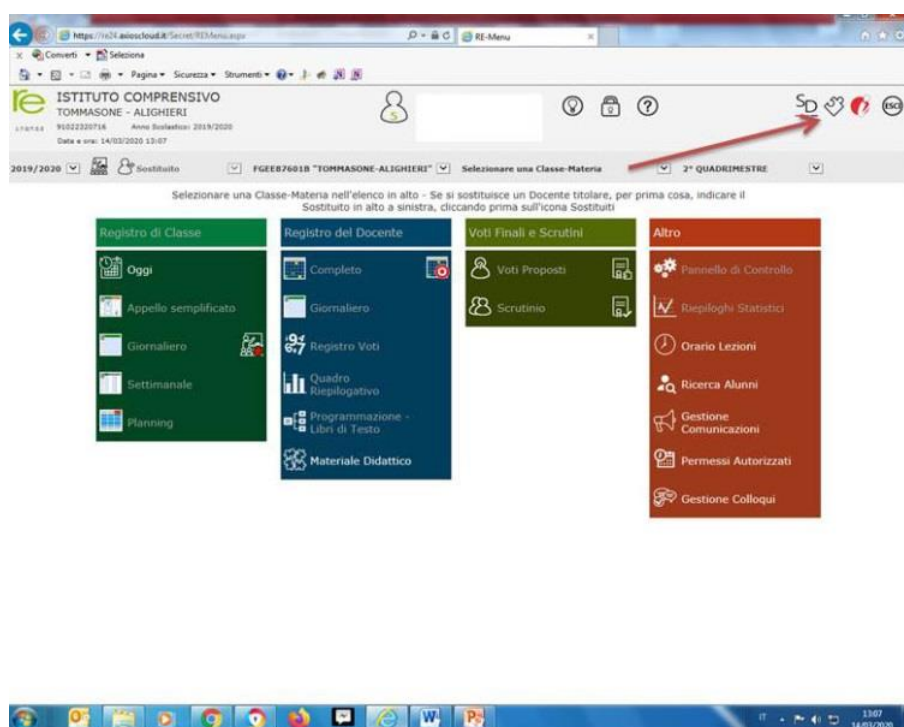 https://re24.axioscloud.it/Secret/REMenu.aspx
RE-Menu
x Converti Seleziona
Pagina Sicurezza Strumenti
re ISTITUTO COMPRENSIVO
TOMMASONE - ALIGHIERI
91022320716 Anno Scolastico: 2019/2020
Data e ora: 14/03/2020 13:07
S
SD
ESCI
2019/2020 Sostituito FGEE87601B "TOMMASONE-ALIGHIERI" Selezionare una Classe-Materia 2° QUADRIMESTRE
Selezionare una Classe-Materia nell'elenco in alto - Se si sostituisce un Docente titolare, per prima cosa, indicare il
Sostituito in alto a sinistra, cliccando prima sull'icona Sostituiti
Registro di Classe
Oggi
Appello semplificato
Giornaliero
Settimanale
Planning
Registro del Docente
Completo
Giornaliero
Registro Voti
Quadro
Riepilogativo
Programmazione -
Libri di Testo
Materiale Didattico
Voti Finali e Scrutini
Voti Proposti
Scrutinio
Altro
Pannello di Controllo
Riepiloghi Statistici
Orario Lezioni
Ricerca Alunni
Gestione
Comunicazioni
Permessi Autorizzati
Gestione Colloqui
IT
13:07
14/03/2020